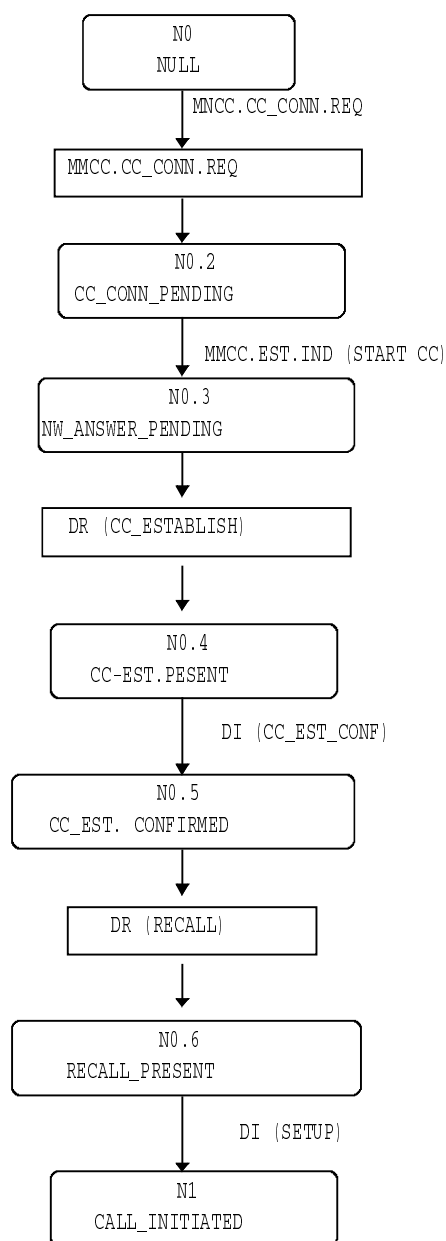 N0
NULL
MNCC.CC_CONN.REQ
MMCC.CC_CONN.REQ
N0.2
CC_CONN_PENDING
MMCC.EST.IND (START CC)
N0.3
NW_ANSWER_PENDING
DR (CC_ESTABLISH)
N0.4
CC-EST.PESENT
DI (CC_EST_CONF)
N0.5
CC_EST. CONFIRMED
DR (RECALL)
N0.6
RECALL_PRESENT
DI (SETUP)
N1
CALL_INITIATED